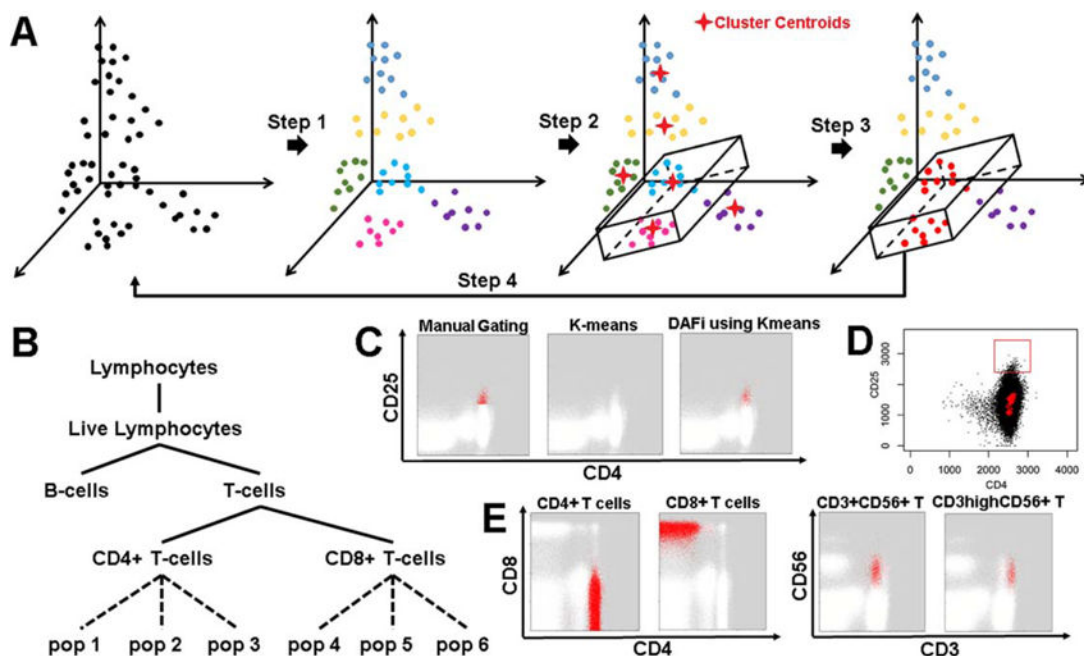 A
Cluster Centroids
Step 1
Step 2
Step 3
Step 4
B
Lymphocytes
Live Lymphocytes
B-cells
T-cells
CD4+ T-cells
CD8+ T-cells
pop 1
pop 2
pop 3
pop 4
pop 5
pop 6
C
Manual Gating
K-means
DAFi using Kmeans
CD25
CD4
D
CD25
3000
2000
1000
0
0
1000
2000
3000
4000
CD4
E
CD4+ T cells
CD8+ T cells
CD8
CD4
CD3+CD56+ T
CD3highCD56+ T
CD56
CD3